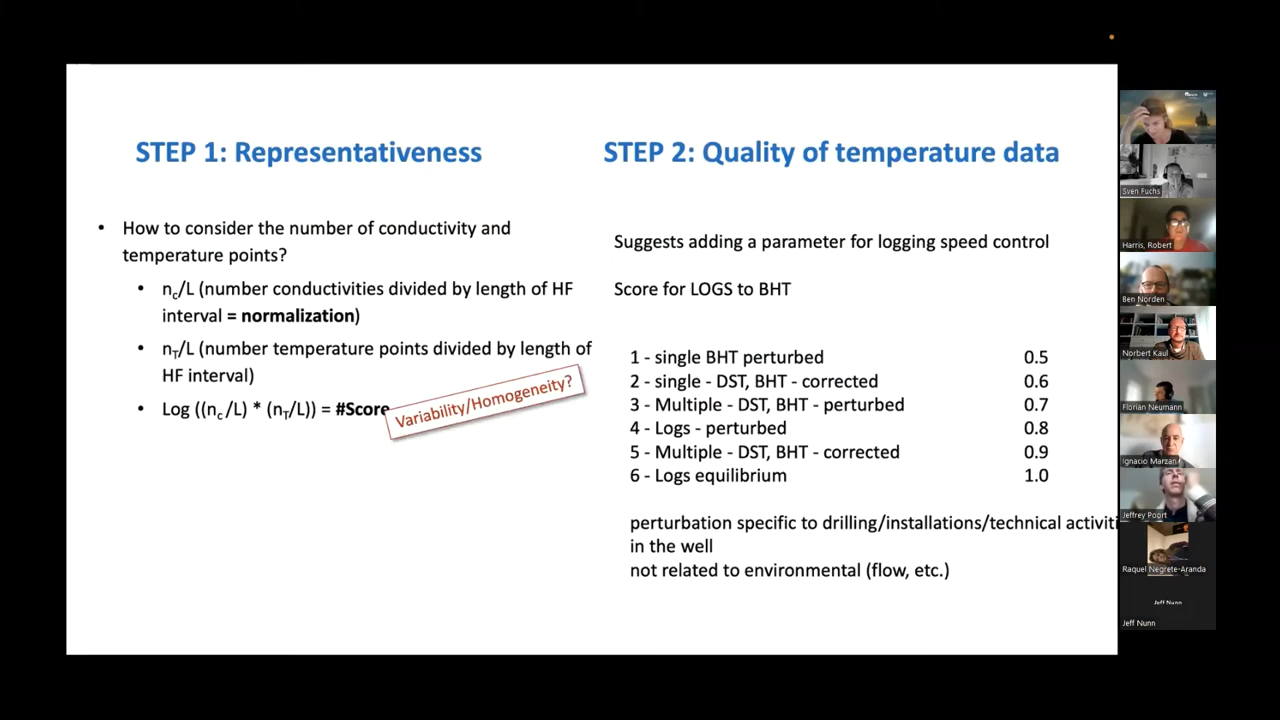 STEP 1: Representativeness
• How to consider the number of conductivity and
temperature points?
• nc/L (number conductivities divided by length of HF
interval = normalization)
• nT/L (number temperature points divided by length of
HF interval)
• Log ((nc /L) * (nT/L)) = #Score
Variability/Homogeneity?
STEP 2: Quality of temperature data
Suggests adding a parameter for logging speed control
Score for LOGS to BHT
1 - single BHT perturbed 0.5
2 - single - DST, BHT - corrected 0.6
3 - Multiple - DST, BHT - perturbed 0.7
4 - Logs - perturbed 0.8
5 - Multiple - DST, BHT - corrected 0.9
6 - Logs equilibrium 1.0
perturbation specific to drilling/installations/technical activiti
in the well
not related to environmental (flow, etc.)
Sven Fuchs
Harris, Robert
Ben Norden
Norbert Kaul
Florian Neumann
Ignacio Marzan
Jeffrey Poort
Raquel Negrete-Aranda
Jeff Nunn
Jeff Nunn